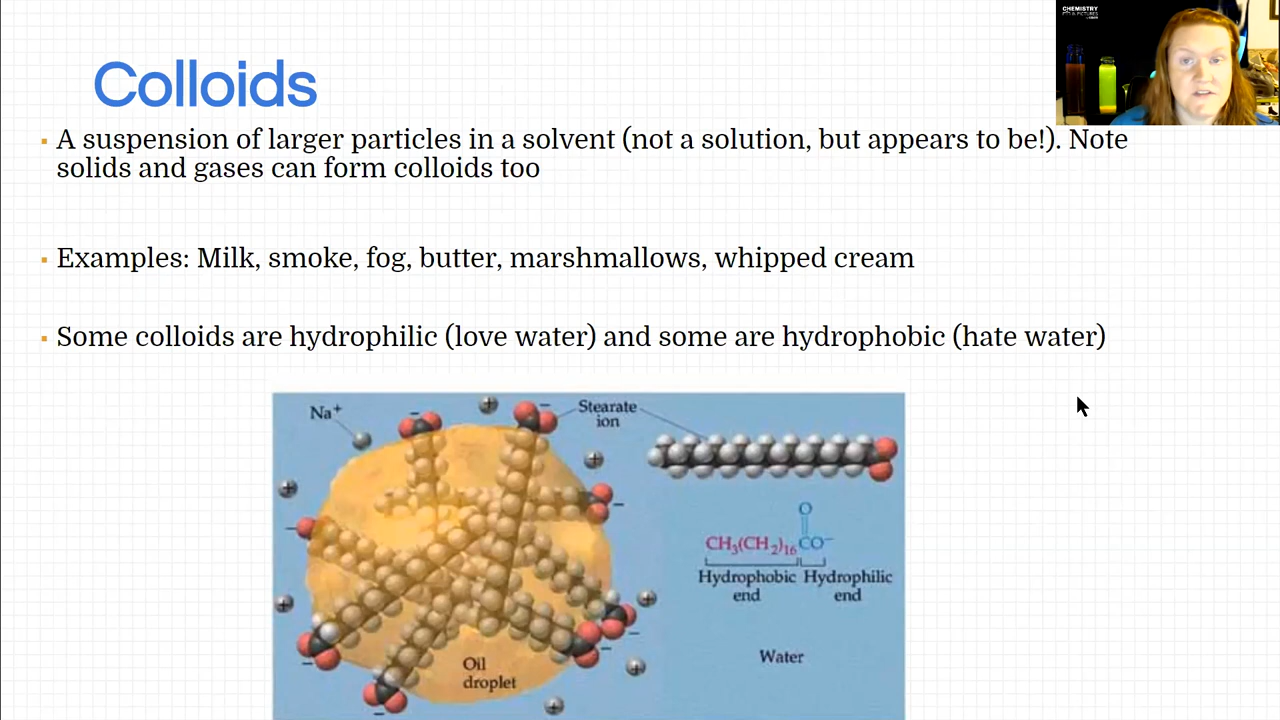 CHEMISTRY
Colloids
▪ A suspension of larger particles in a solvent (not a solution, but appears to be!). Note
solids and gases can form colloids too
▪ Examples: Milk, smoke, fog, butter, marshmallows, whipped cream
▪ Some colloids are hydrophilic (love water) and some are hydrophobic (hate water)
Na⁺
Stearate
ion
O
CH₃(CH₂)₁₆CO⁻
Hydrophobic Hydrophilic
end end
Water
Oil
droplet